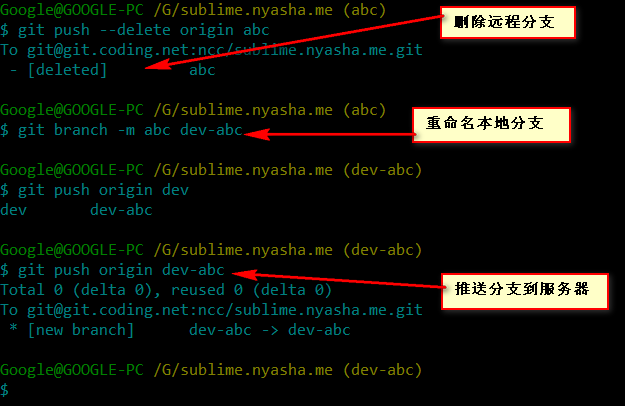 Google@GOOGLE-PC /G/sublime.nyasha.me (abc)
$ git push --delete origin abc
删除远程分支
To git@git.coding.net:ncc/sublime.nyasha.me.git
- [deleted] abc
Google@GOOGLE-PC /G/sublime.nyasha.me (abc)
$ git branch -m abc dev-abc
重命名本地分支
Google@GOOGLE-PC /G/sublime.nyasha.me (dev-abc)
$ git push origin dev
dev dev-abc
Google@GOOGLE-PC /G/sublime.nyasha.me (dev-abc)
$ git push origin dev-abc
推送分支到服务器
Total 0 (delta 0), reused 0 (delta 0)
To git@git.coding.net:ncc/sublime.nyasha.me.git
* [new branch] dev-abc -> dev-abc
Google@GOOGLE-PC /G/sublime.nyasha.me (dev-abc)
$